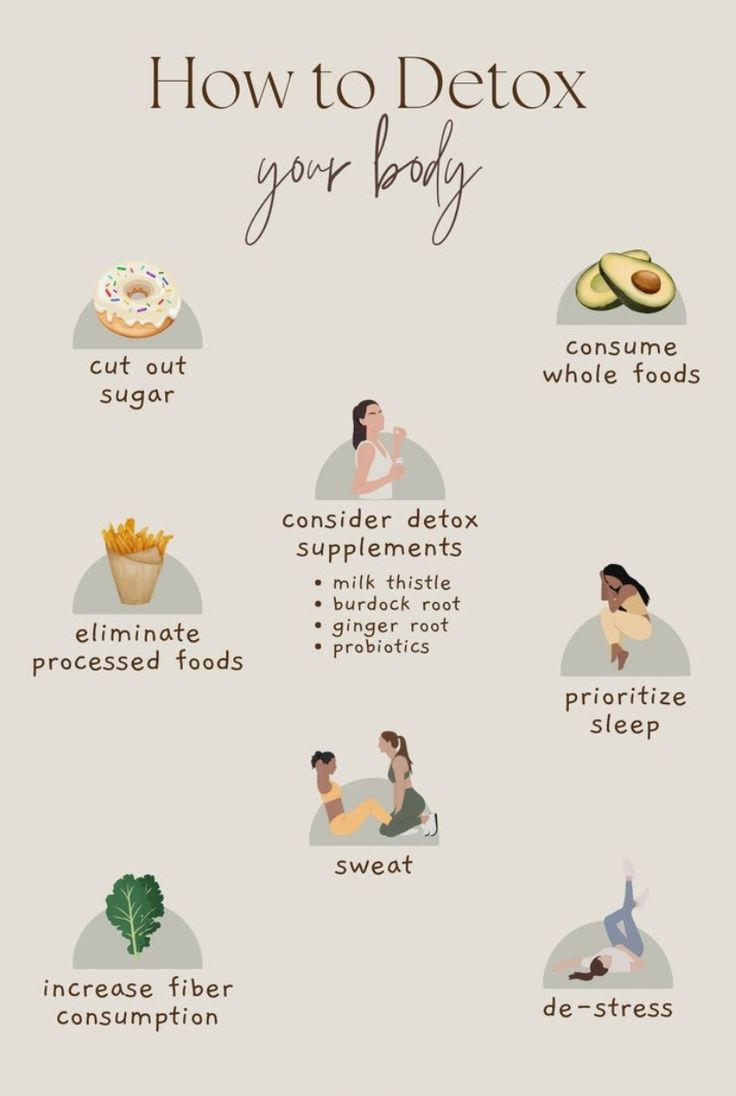 How to Detox
your body
cut out
sugar
consume
whole foods
consider detox
supplements
• milk thistle
• burdock root
• ginger root
• probiotics
eliminate
processed foods
prioritize
sleep
sweat
increase fiber
consumption
de-stress